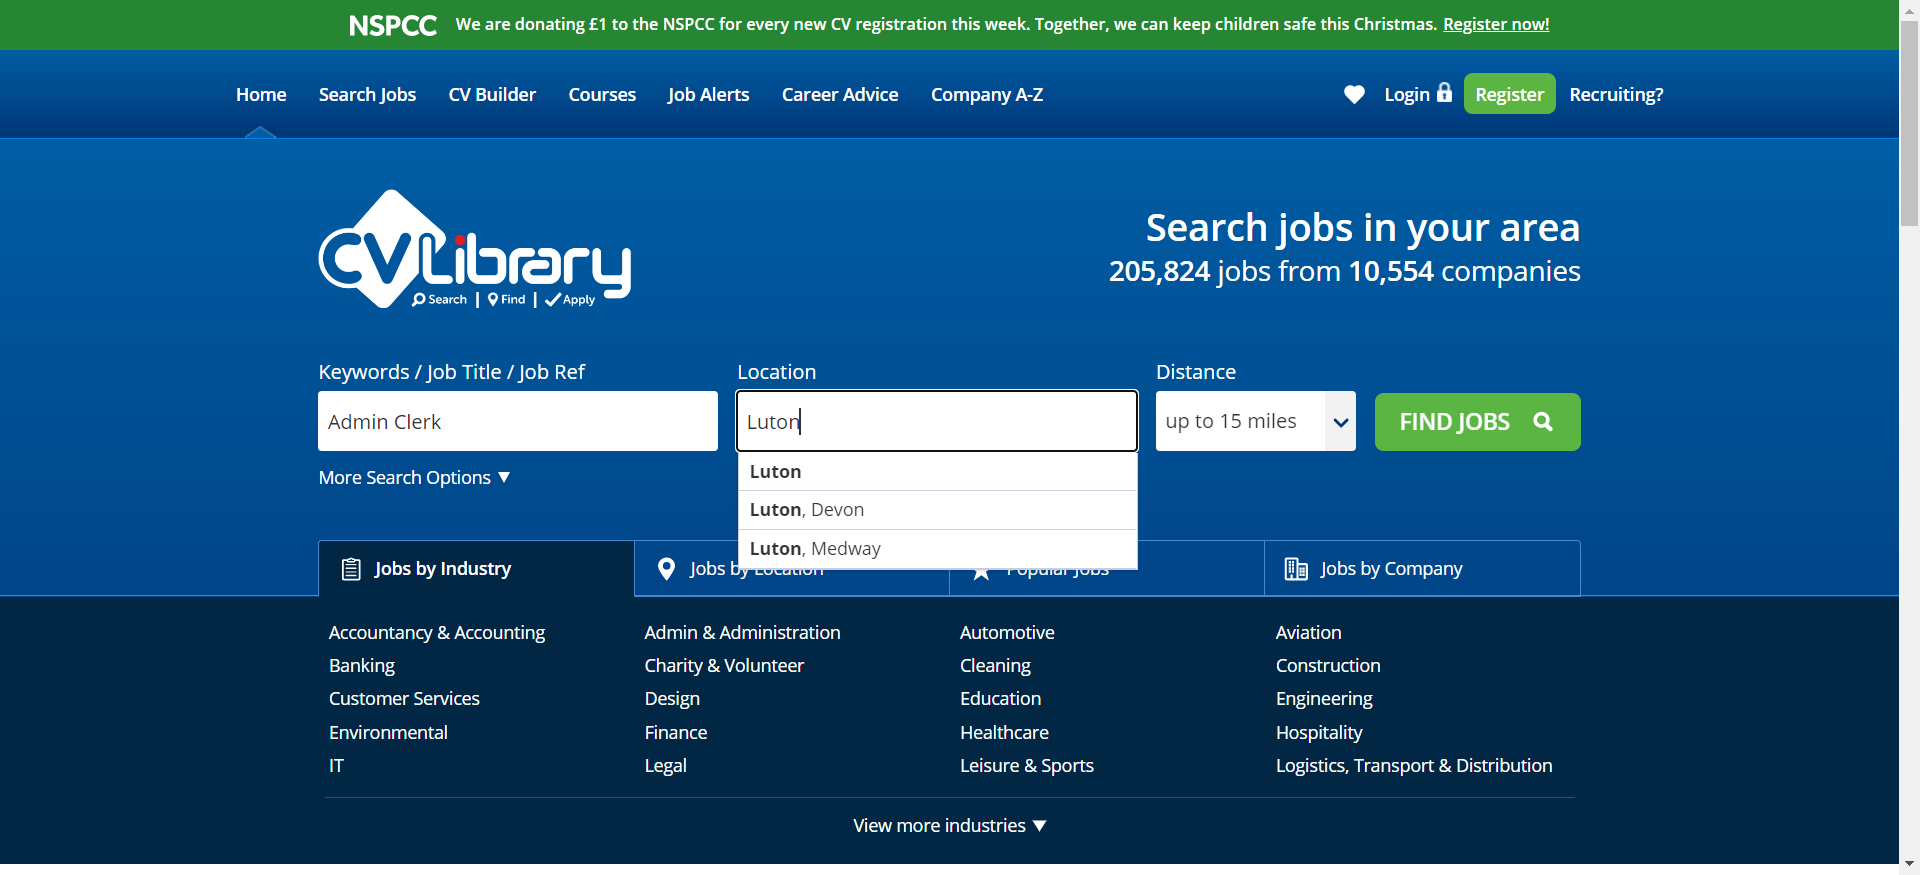 NSPCC We are donating £1 to the NSPCC for every new CV registration this week. Together, we can keep children safe this Christmas. Register now!
Home Search Jobs CV Builder Courses Job Alerts Career Advice Company A-Z Login Register Recruiting?
CVLibrary
Search | Find | Apply
Search jobs in your area
205,824 jobs from 10,554 companies
Keywords / Job Title / Job Ref Location Distance
Admin Clerk Luton up to 15 miles FIND JOBS
More Search Options ▼
Luton
Luton, Devon
Luton, Medway
Jobs by Industry Jobs by Location Popular Jobs Jobs by Company
Accountancy & Accounting Admin & Administration Automotive Aviation
Banking Charity & Volunteer Cleaning Construction
Customer Services Design Education Engineering
Environmental Finance Healthcare Hospitality
IT Legal Leisure & Sports Logistics, Transport & Distribution
View more industries ▼